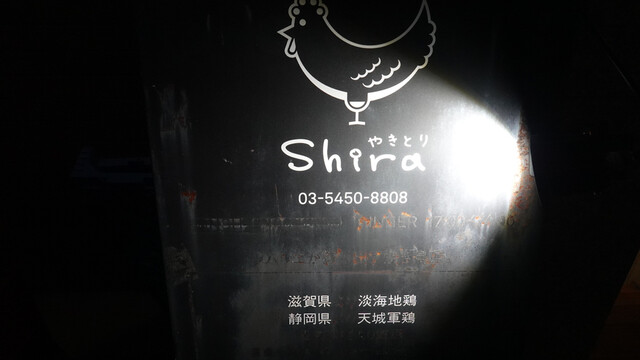 やきとり
Shira
03-5450-8808
滋賀県 淡海地鶏
静岡県 天城軍鶏